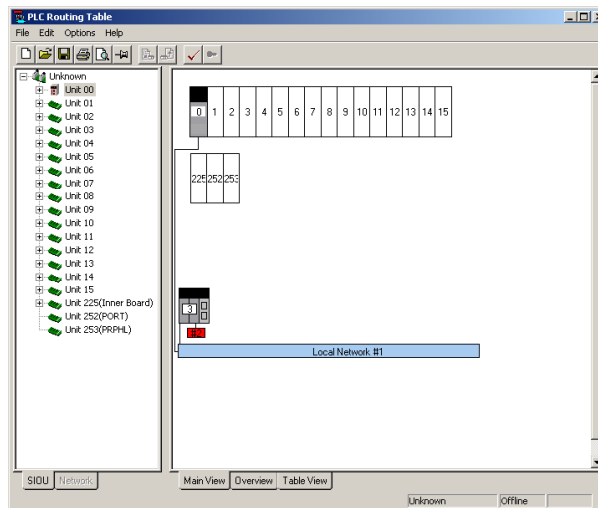 PLC Routing Table
File Edit Options Help
Unknown
Unit 00
Unit 01
Unit 02
Unit 03
Unit 04
Unit 05
Unit 06
Unit 07
Unit 08
Unit 09
Unit 10
Unit 11
Unit 12
Unit 13
Unit 14
Unit 15
Unit 225(Inner Board)
Unit 252(PORT)
Unit 253(PRPHL)
0 1 2 3 4 5 6 7 8 9 10 11 12 13 14 15
225 252 253
3
#2
Local Network #1
SIOU Network
Main View Overview Table View
Unknown Offline